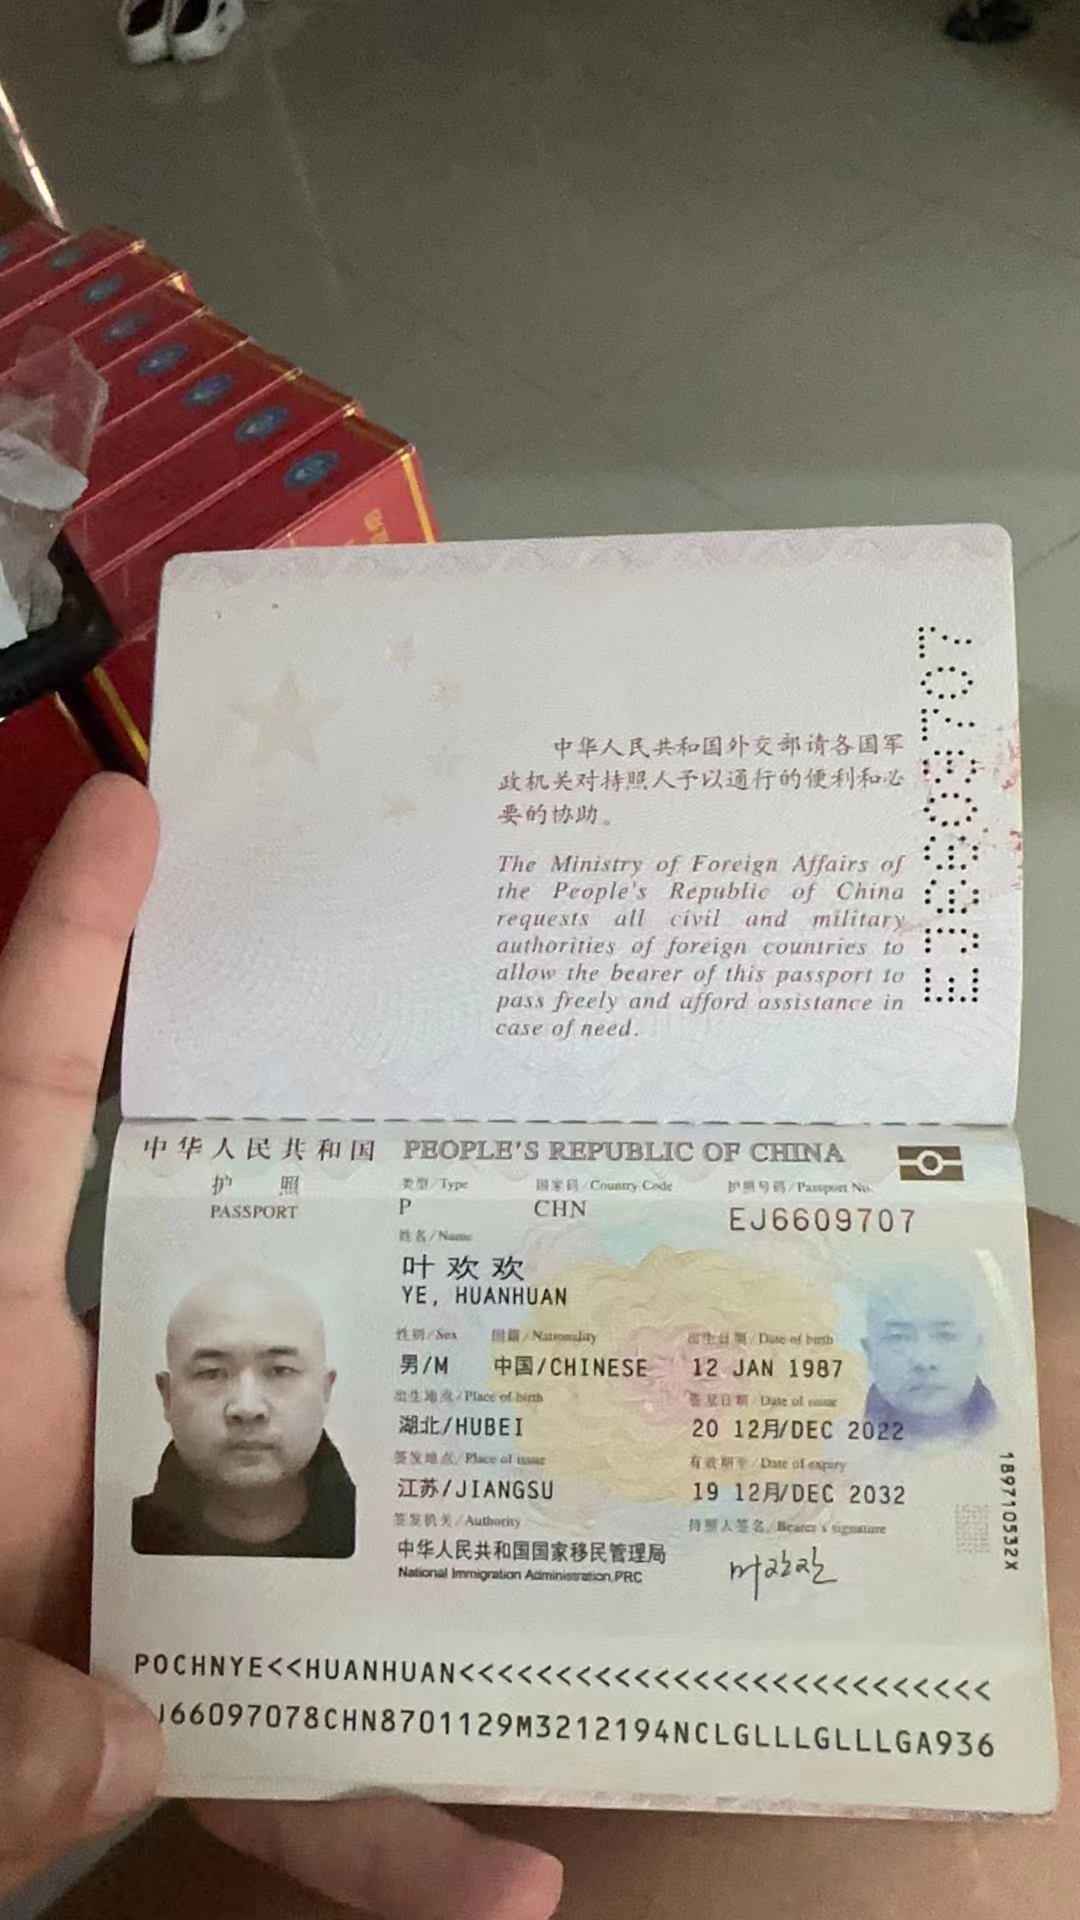 中华人民共和国外交部请各国军
政机关对持照人予以通行的便利和必
要的协助。
The Ministry of Foreign Affairs of
the People's Republic of China
requests all civil and military
authorities of foreign countries to
allow the bearer of this passport to
pass freely and afford assistance in
case of need.
EJ6609707
中华人民共和国 PEOPLE'S REPUBLIC OF CHINA
护 照
PASSPORT
类型/Type 国家码/Country Code 护照号码/Passport No.
P CHN EJ6609707
姓名/Name
叶欢欢
YE, HUANHUAN
性别/Sex 国籍/Nationality 出生日期/Date of birth
男/M 中国/CHINESE 12 JAN 1987
出生地点/Place of birth 签发日期/Date of issue
湖北/HUBEI 20 12月/DEC 2022
签发地点/Place of issue 有效期至/Date of expiry
江苏/JIANGSU 19 12月/DEC 2032
签发机关/Authority 持照人签名/Bearer's signature
中华人民共和国国家移民管理局
National Immigration Administration,PRC
叶欢欢
189710532X
POCHNYE<<HUANHUAN<<<<<<<<<<<<<<<<<<<<<<<<<<<
J66097078CHN8701129M3212194NCLGLLLGLLLGA936